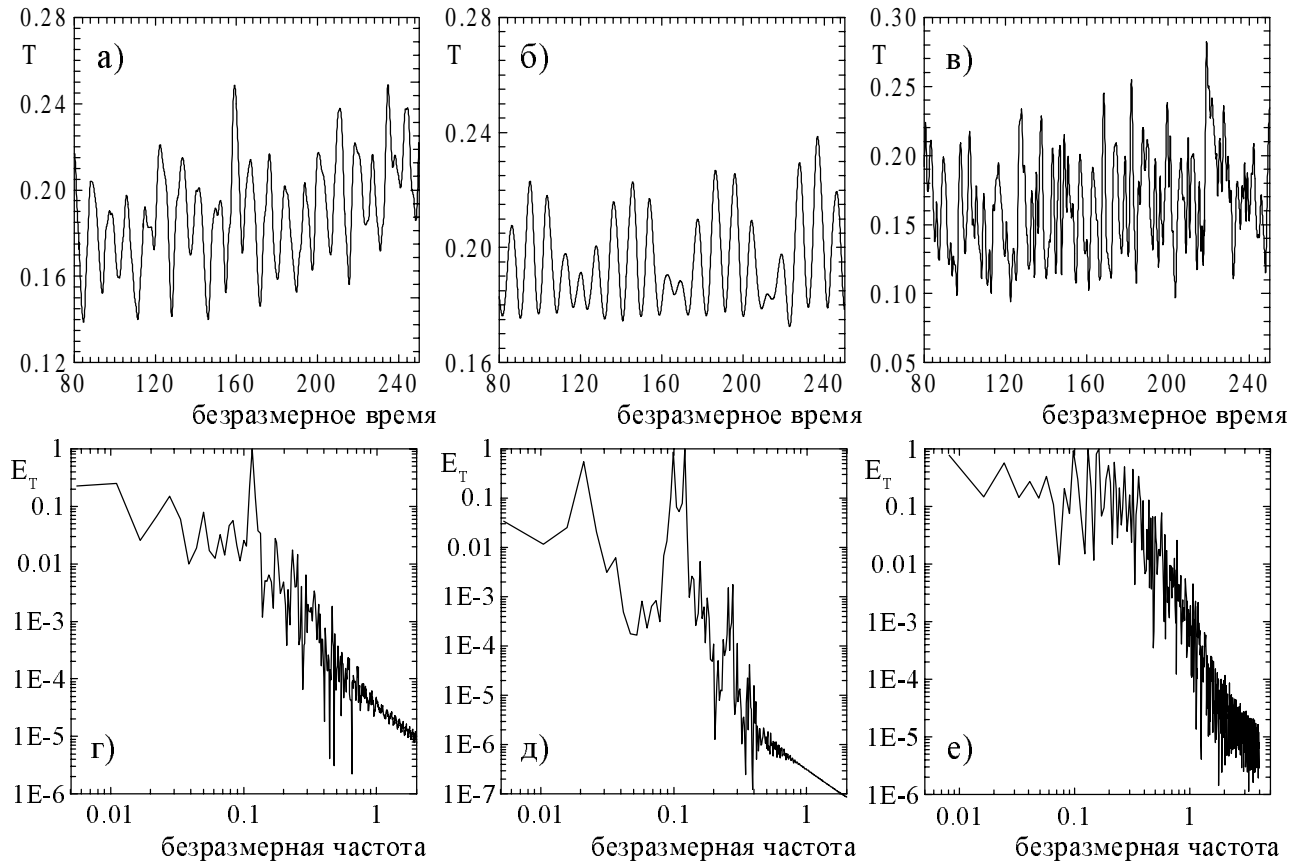 0.28 0.28 0.30
T а) T б) T в)
0.24 0.24 0.25
0.20
0.20 0.20 0.15
0.16 0.10
0.12 0.16 0.05
80 120 160 200 240 80 120 160 200 240 80 120 160 200 240
безразмерное время безразмерное время безразмерное время
1 1 1
E_T E_T E_T
0.1 0.1 0.1
0.01 0.01 0.01
1E-3 1E-3 1E-3
1E-4 1E-4 1E-4
1E-5 1E-5 1E-5
г) д) е)
1E-6
1E-6 1E-7 1E-6
0.01 0.1 1 0.01 0.1 1 0.01 0.1 1
безразмерная частота безразмерная частота безразмерная частота